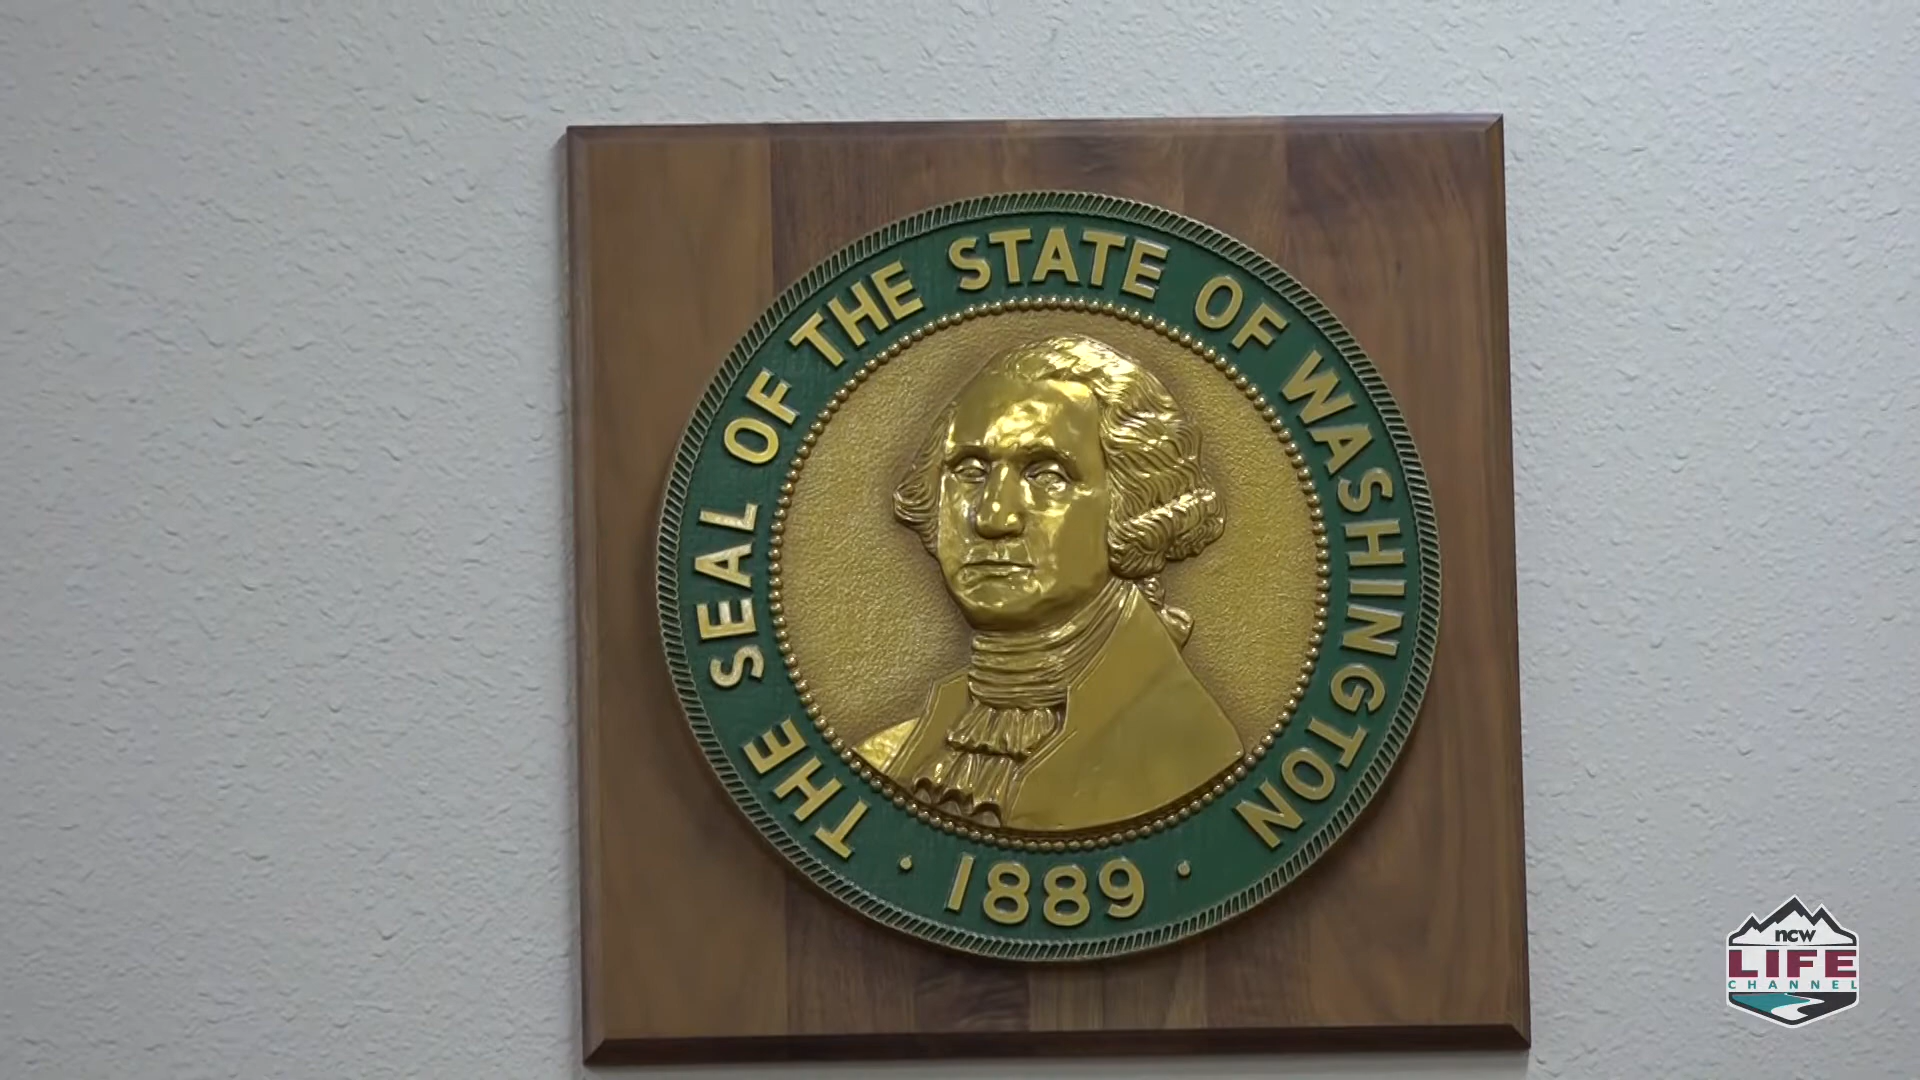 THE SEAL OF THE STATE OF WASHINGTON
· 1889 ·
ncw
LIFE
CHANNEL